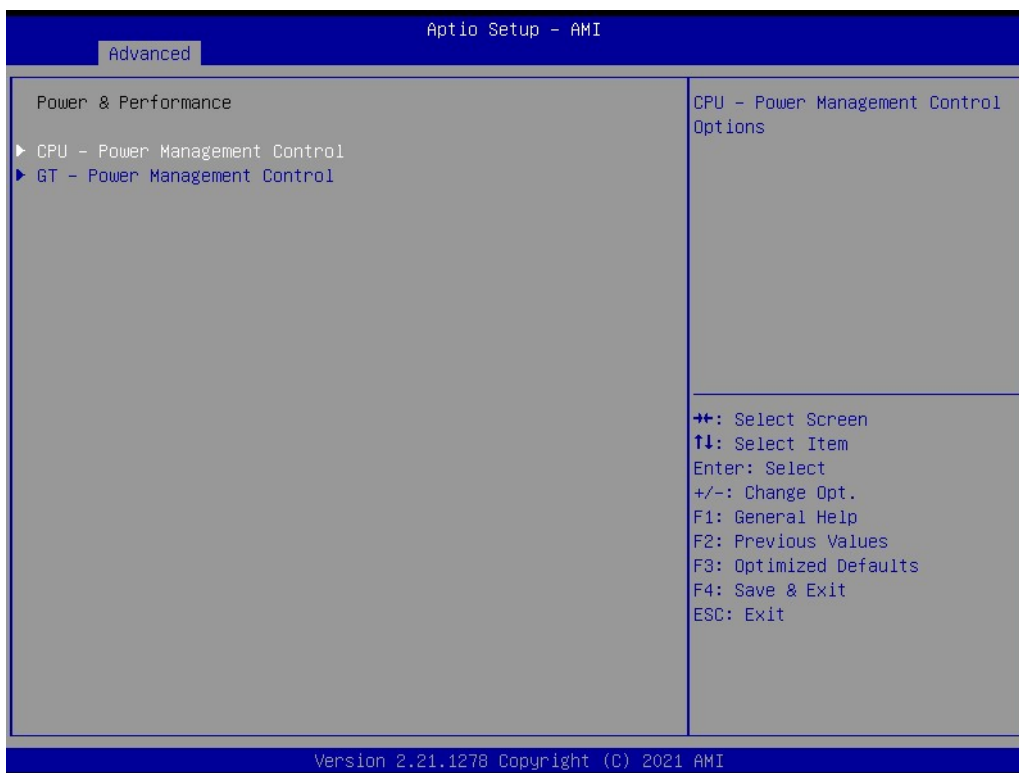 Aptio Setup – AMI
Advanced
Power & Performance
▶ CPU – Power Management Control
▶ GT – Power Management Control
CPU – Power Management Control
Options
→←: Select Screen
↑↓: Select Item
Enter: Select
+/-: Change Opt.
F1: General Help
F2: Previous Values
F3: Optimized Defaults
F4: Save & Exit
ESC: Exit
Version 2.21.1278 Copyright (C) 2021 AMI